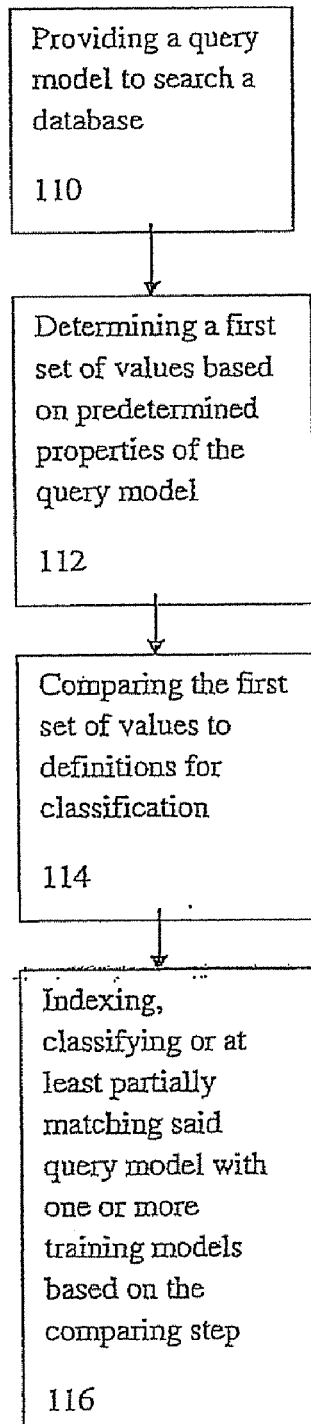 Providing a query
model to search a
database
110
Determining a first
set of values based
on predetermined
properties of the
query model
112
Comparing the first
set of values to
definitions for
classification
114
Indexing,
classifying or at
least partially
matching said
query model with
one or more
training models
based on the
comparing step
116